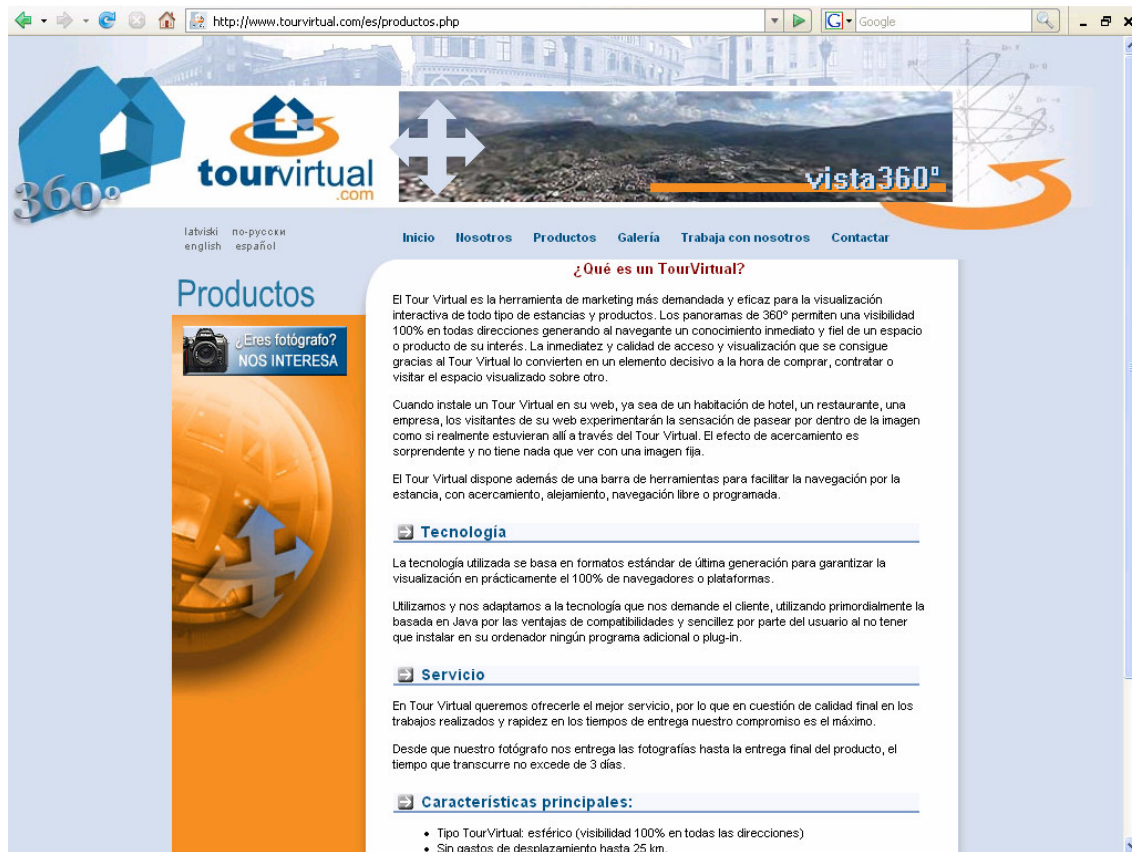 http://www.tourvirtual.com/es/productos.php
G Google
360º
tourvirtual
.com
vista360º
latviski по-русски
english español
Inicio Nosotros Productos Galería Trabaja con nosotros Contactar
Productos
¿Eres fotógrafo?
NOS INTERESA
¿Qué es un TourVirtual?
El Tour Virtual es la herramienta de marketing más demandada y eficaz para la visualización
interactiva de todo tipo de estancias y productos. Los panoramas de 360º permiten una visibilidad
100% en todas direcciones generando al navegante un conocimiento inmediato y fiel de un espacio
o producto de su interés. La inmediatez y calidad de acceso y visualización que se consigue
gracias al Tour Virtual lo convierten en un elemento decisivo a la hora de comprar, contratar o
visitar el espacio visualizado sobre otro.
Cuando instale un Tour Virtual en su web, ya sea de un habitación de hotel, un restaurante, una
empresa, los visitantes de su web experimentarán la sensación de pasear por dentro de la imagen
como si realmente estuvieran allí a través del Tour Virtual. El efecto de acercamiento es
sorprendente y no tiene nada que ver con una imagen fija.
El Tour Virtual dispone además de una barra de herramientas para facilitar la navegación por la
estancia, con acercamiento, alejamiento, navegación libre o programada.
Tecnología
La tecnología utilizada se basa en formatos estándar de última generación para garantizar la
visualización en prácticamente el 100% de navegadores o plataformas.
Utilizamos y nos adaptamos a la tecnología que nos demande el cliente, utilizando primordialmente la
basada en Java por las ventajas de compatibilidades y sencillez por parte del usuario al no tener
que instalar en su ordenador ningún programa adicional o plug-in.
Servicio
En Tour Virtual queremos ofrecerle el mejor servicio, por lo que en cuestión de calidad final en los
trabajos realizados y rapidez en los tiempos de entrega nuestro compromiso es el máximo.
Desde que nuestro fotógrafo nos entrega las fotografías hasta la entrega final del producto, el
tiempo que transcurre no excede de 3 días.
Características principales:
• Tipo TourVirtual: esférico (visibilidad 100% en todas las direcciones)
• Sin gastos de desplazamiento hasta 25 km.